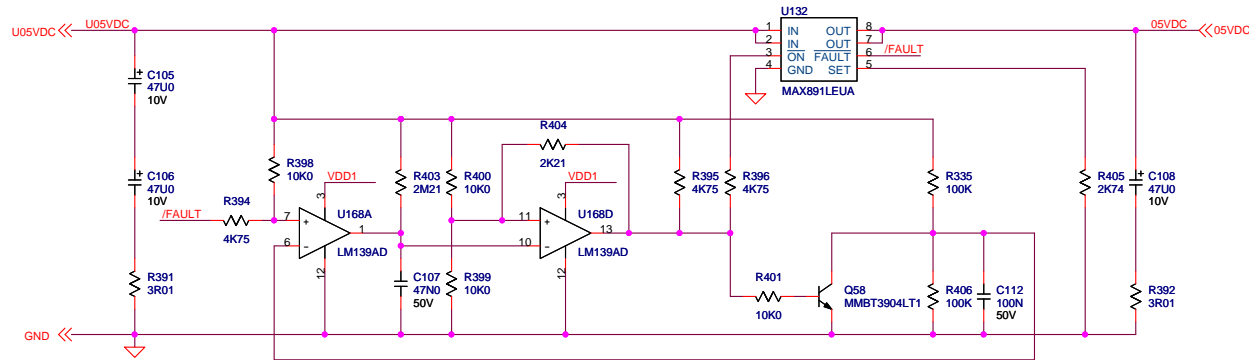 U132
U05VDC
U05VDC
1
IN
OUT
8
05VDC
05VDC
2
IN
OUT
7
3
ON
FAULT
6
/FAULT
4
GND
SET
5
MAX891LEUA
C105
47U0
10V
C106
47U0
10V
R391
3R01
R398
10K0
R403
2M21
R400
10K0
R404
2K21
R395
4K75
R396
4K75
R335
100K
R405
2K74
C108
47U0
10V
/FAULT
R394
4K75
VDD1
3
U168A
7
+
1
6
-
LM139AD
12
VDD1
3
U168D
11
+
13
10
-
LM139AD
12
C107
47N0
50V
R399
10K0
R401
10K0
Q58
MMBT3904LT1
R406
100K
C112
100N
50V
R392
3R01
GND